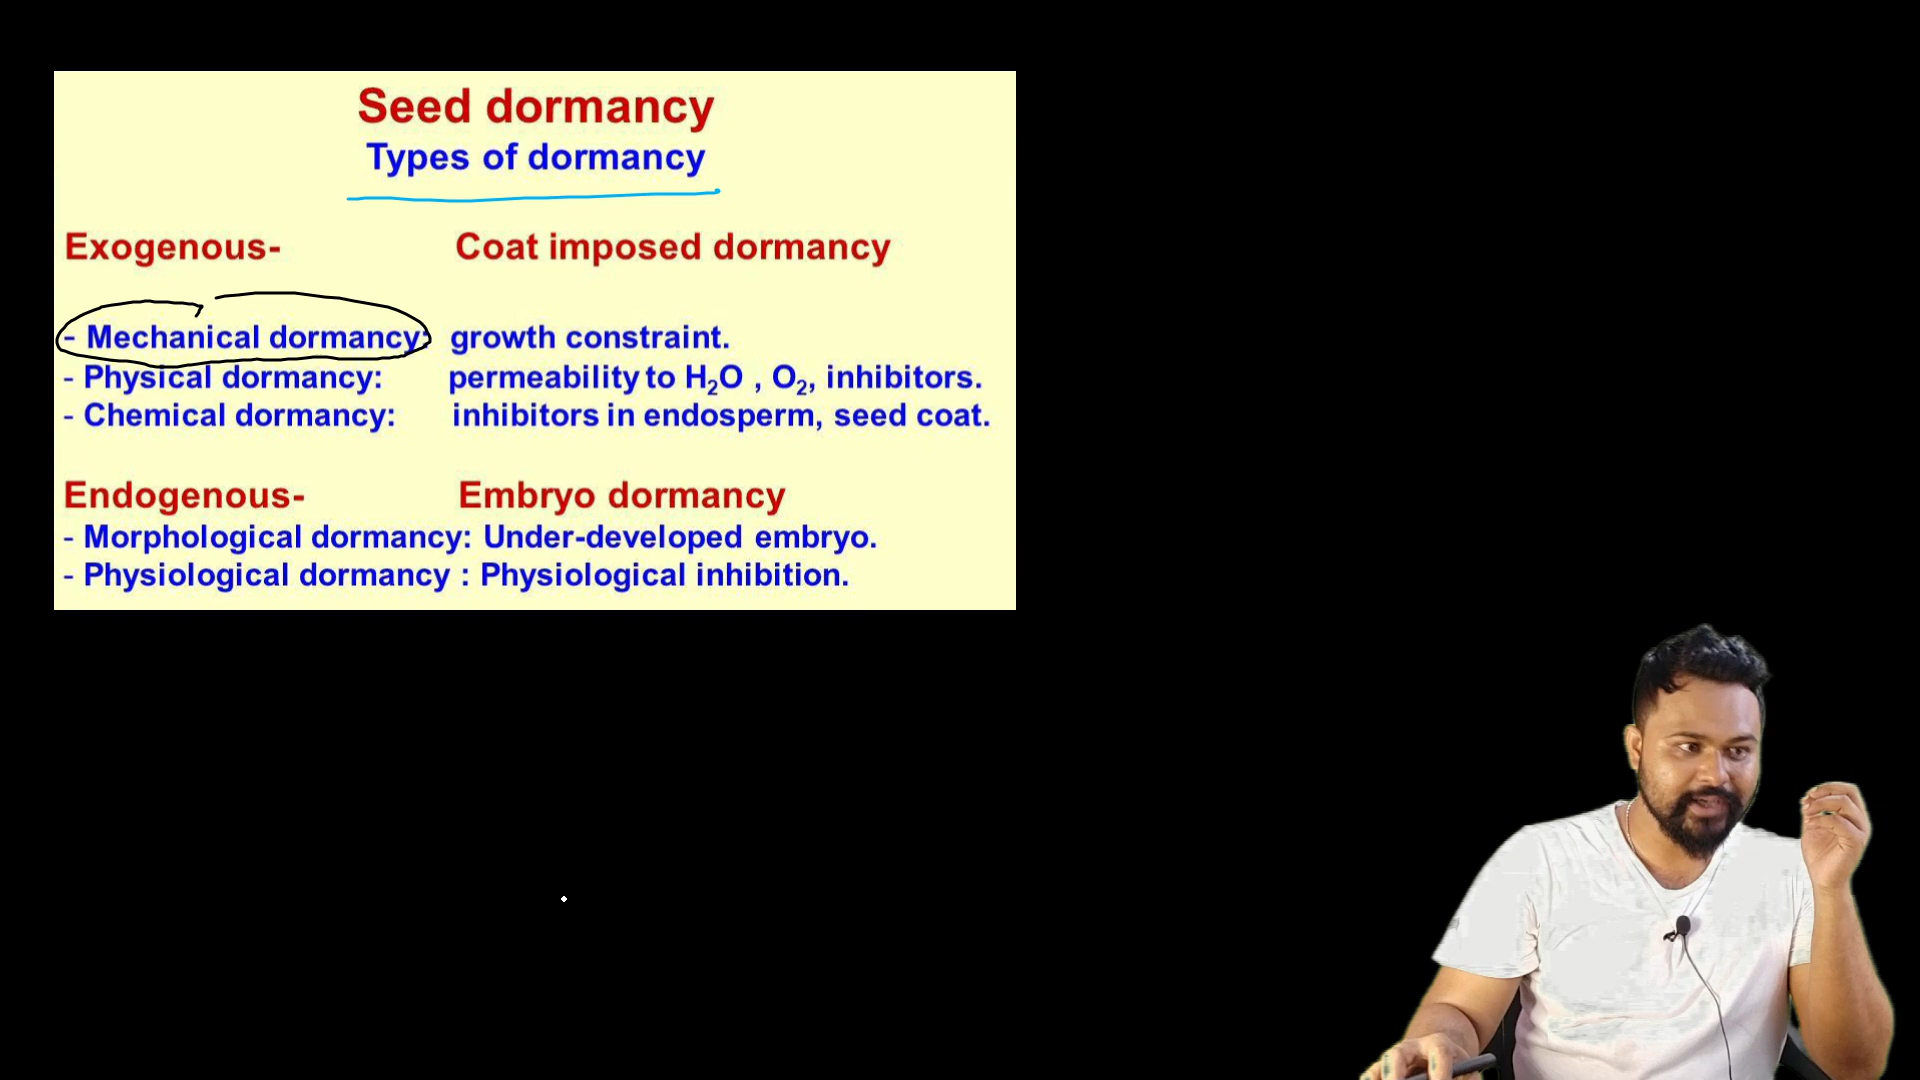 Seed dormancy
Types of dormancy
Exogenous- Coat imposed dormancy
- Mechanical dormancy: growth constraint.
- Physical dormancy: permeability to H₂O , O₂, inhibitors.
- Chemical dormancy: inhibitors in endosperm, seed coat.
Endogenous- Embryo dormancy
- Morphological dormancy: Under-developed embryo.
- Physiological dormancy : Physiological inhibition.